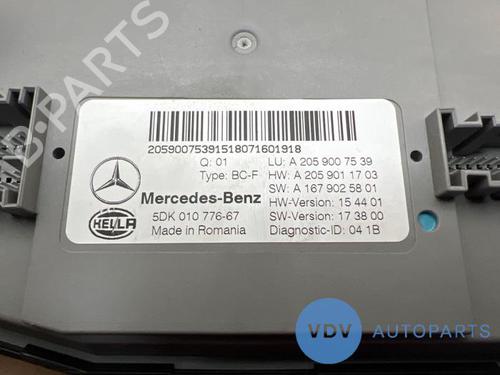 20590075391518071601918
Q: 01
LU: A 205 900 75 39
Type: BC-F
HW: A 205 901 17 03
SW: A 167 902 58 01
Mercedes-Benz
HW-Version: 15 44 01
HELLA
5DK 010 776-67
SW-Version: 17 38 00
Made in Romania
Diagnostic-ID: 04 1B
B-PARTS
VDV AUTOPARTS